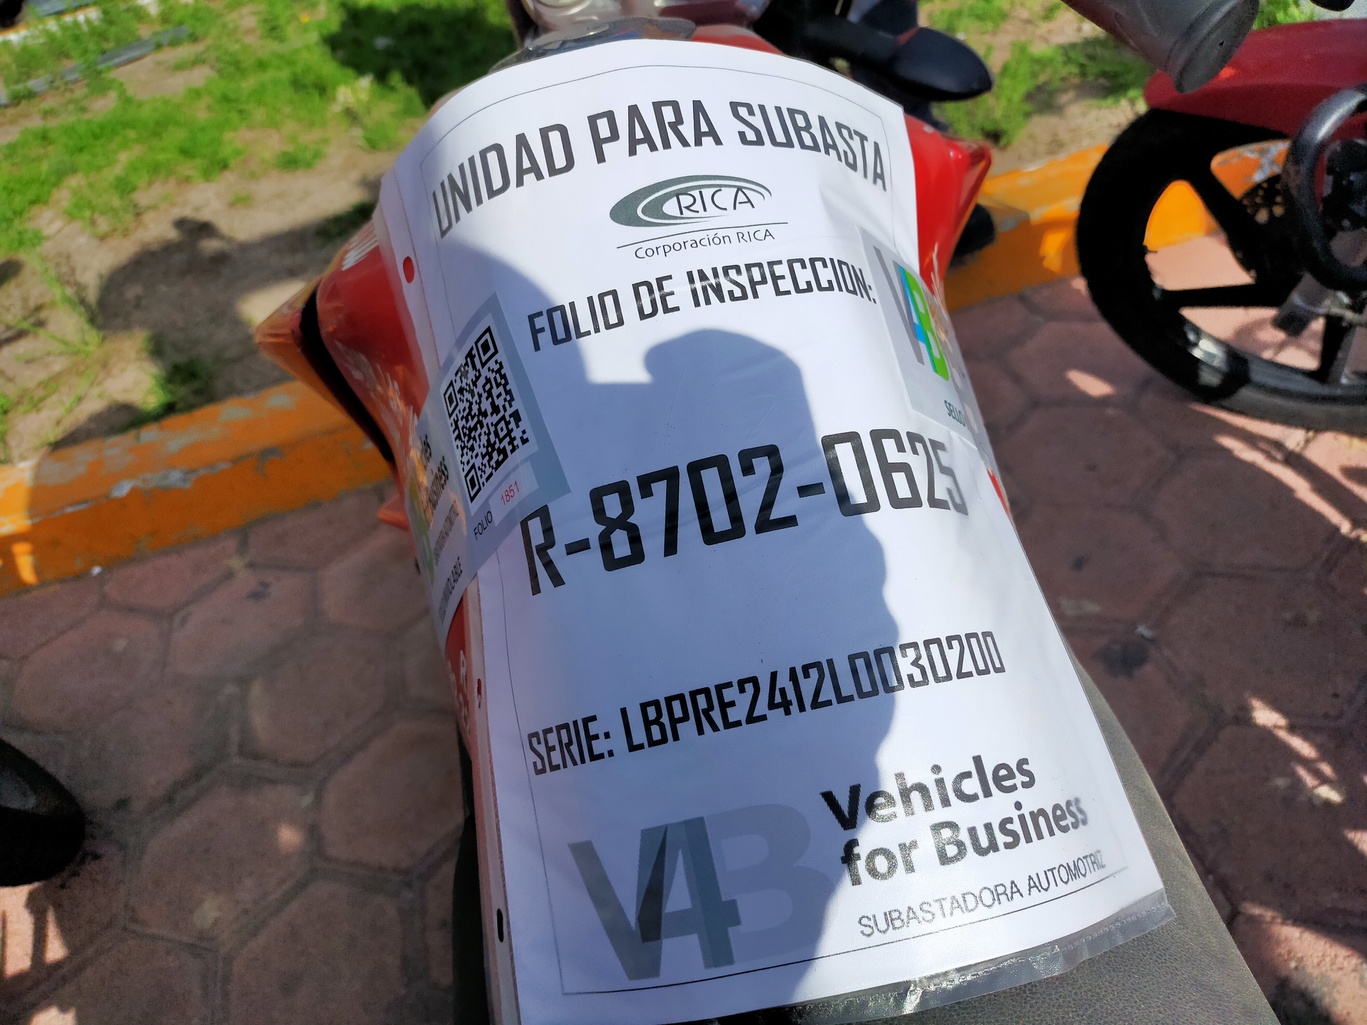 UNIDAD PARA SUBASTA
RICA
Corporación RICA
FOLIO DE INSPECCION:
FOLIO 1851
R-8702-0625
SERIE: LBPRE2412L0030200
V4B
Vehicles
for Business
SUBASTADORA AUTOMOTRIZ